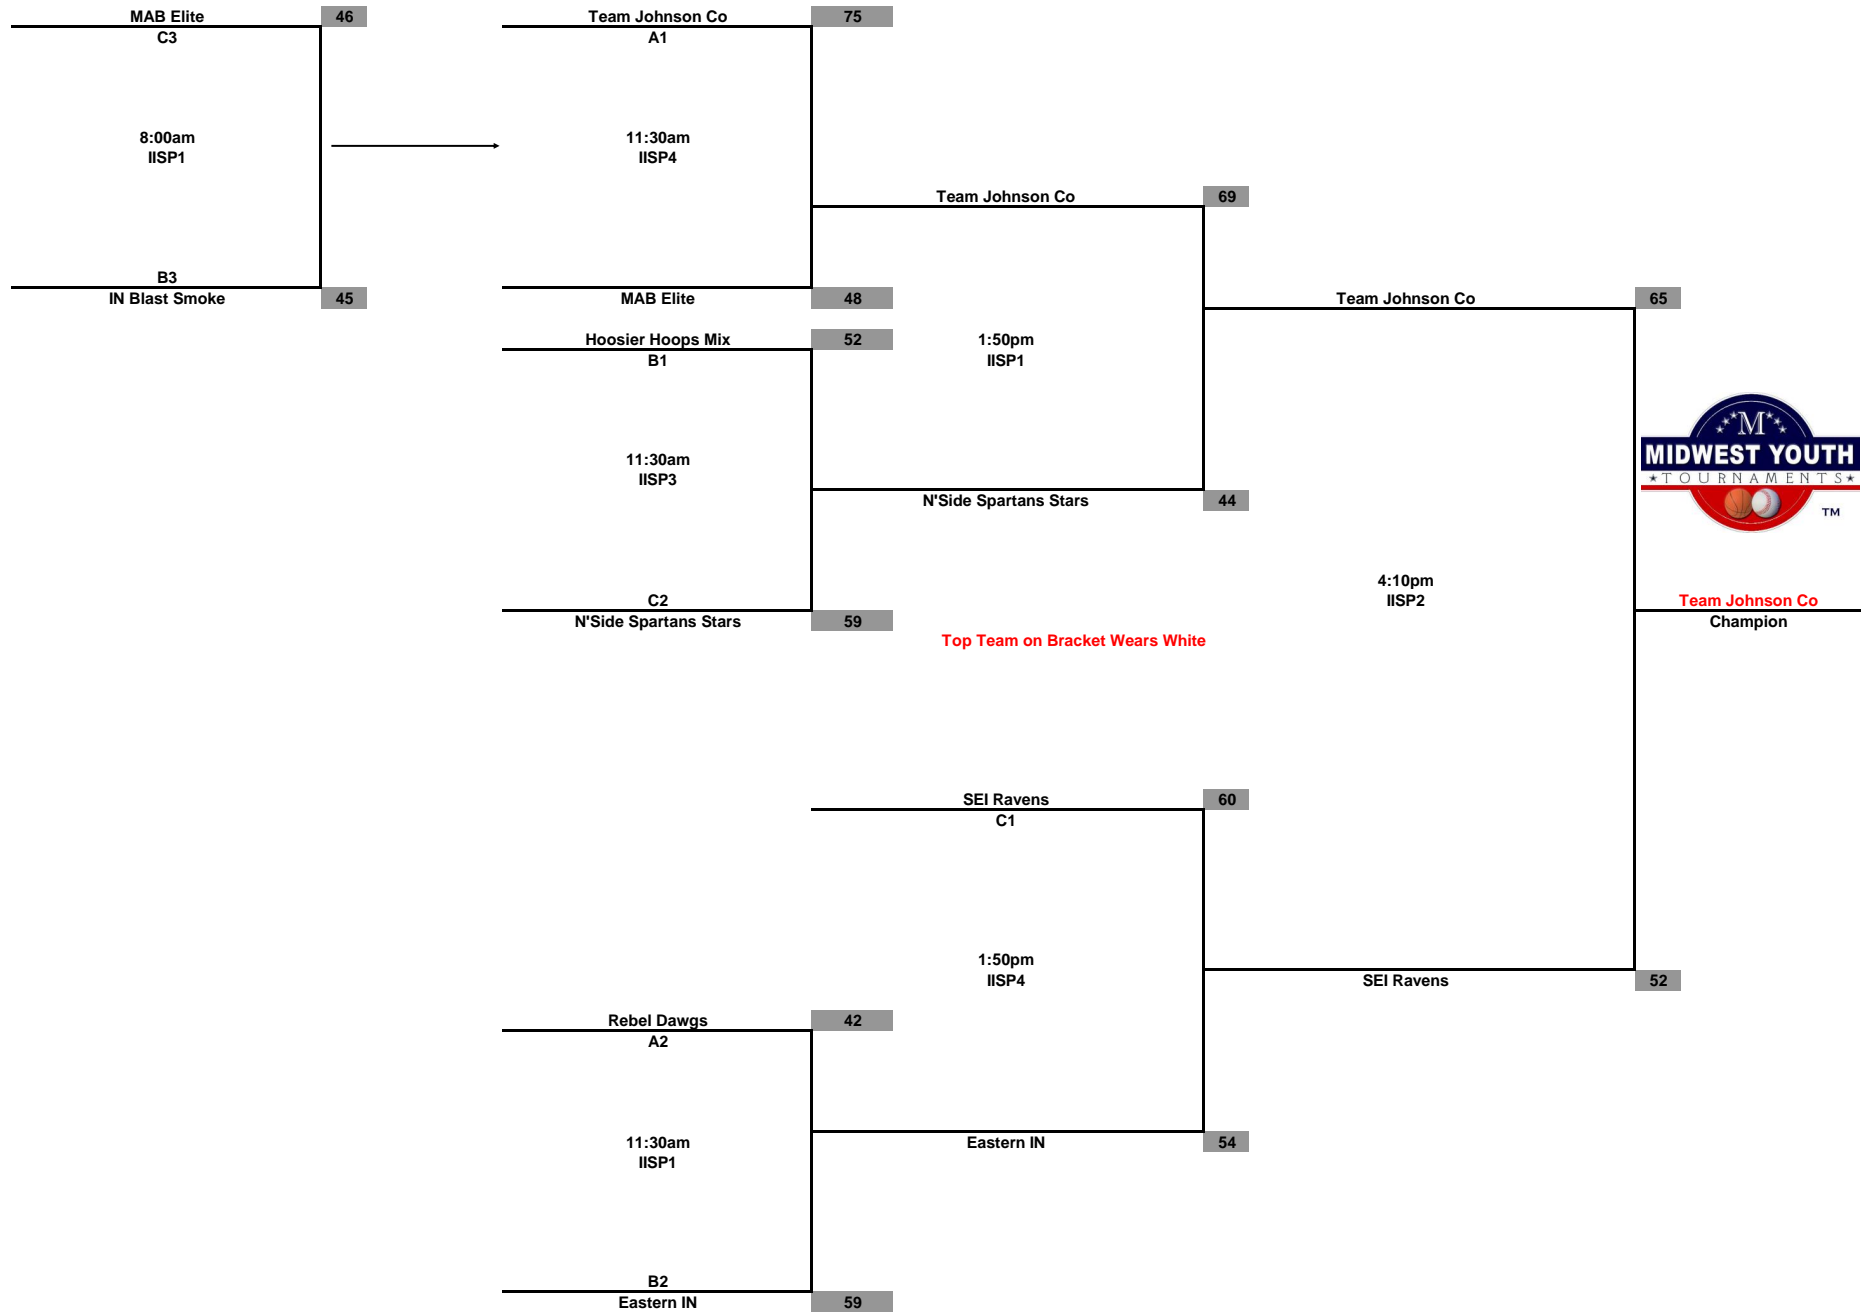 MAB Elite 46 Team Johnson Co 75
C3 A1
8:00am 11:30am
IISP1 IISP4
Team Johnson Co 69
B3
IN Blast Smoke 45 MAB Elite 48 Team Johnson Co 65
Hoosier Hoops Mix 52 1:50pm
B1 IISP1
M
MIDWEST YOUTH
TOURNAMENTS
TM
11:30am
IISP3
N'Side Spartans Stars 44
4:10pm
C2 IISP2 Team Johnson Co
N'Side Spartans Stars 59 Champion
Top Team on Bracket Wears White
SEI Ravens 60
C1
1:50pm
IISP4 SEI Ravens 52
Rebel Dawgs 42
A2
11:30am Eastern IN 54
IISP1
B2
Eastern IN 59